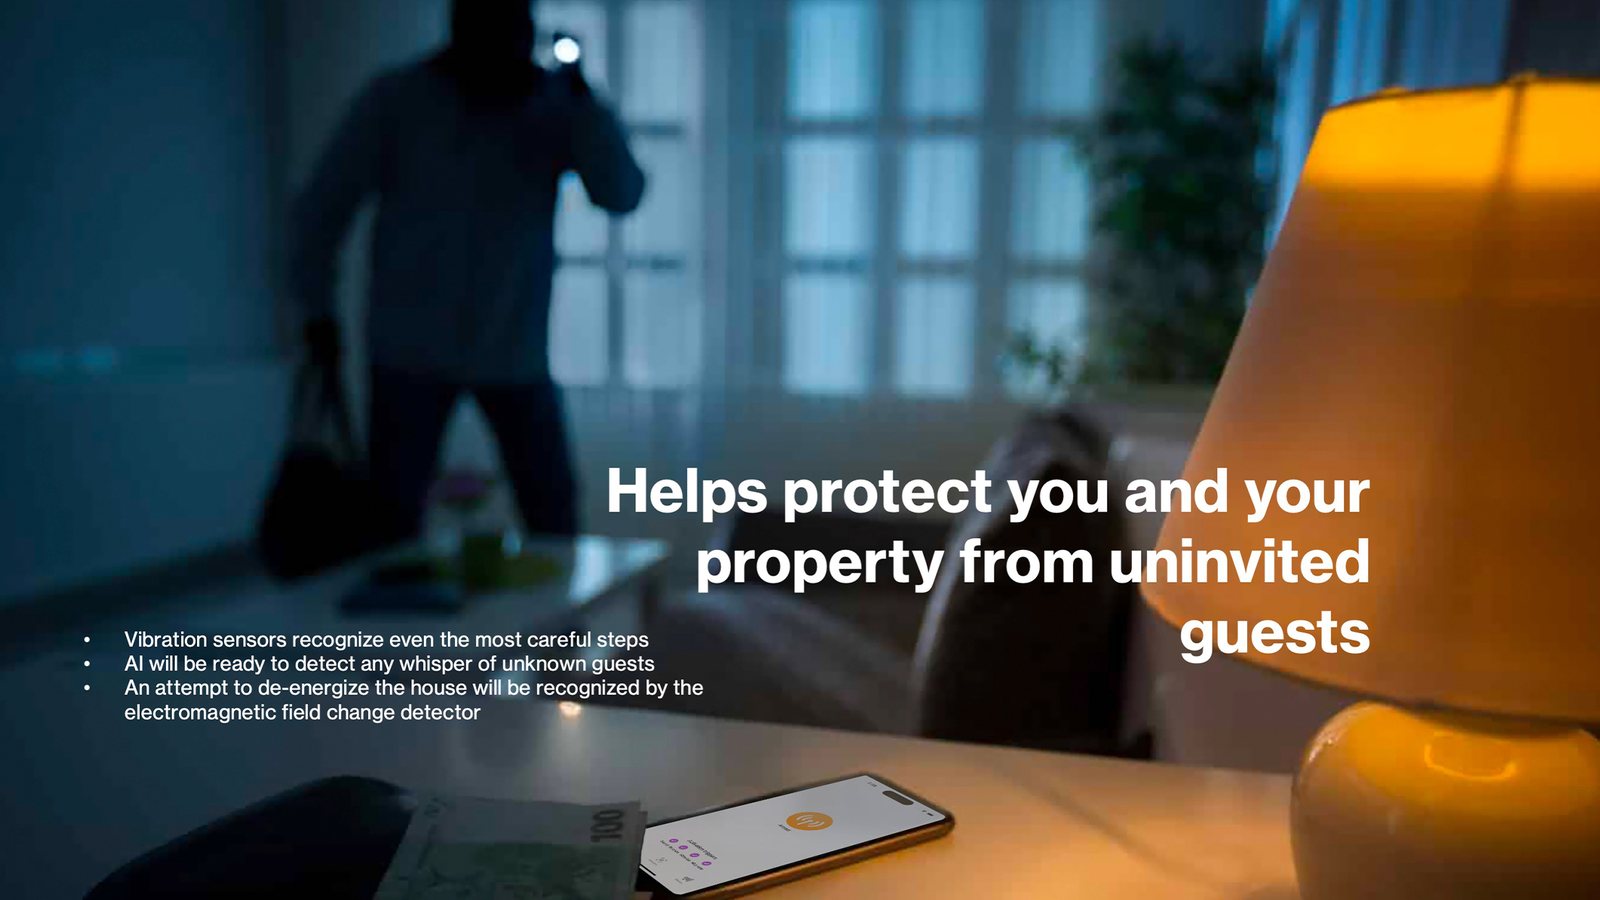 Helps protect you and your
property from uninvited
guests
• Vibration sensors recognize even the most careful steps
• AI will be ready to detect any whisper of unknown guests
• An attempt to de-energize the house will be recognized by the
electromagnetic field change detector
100